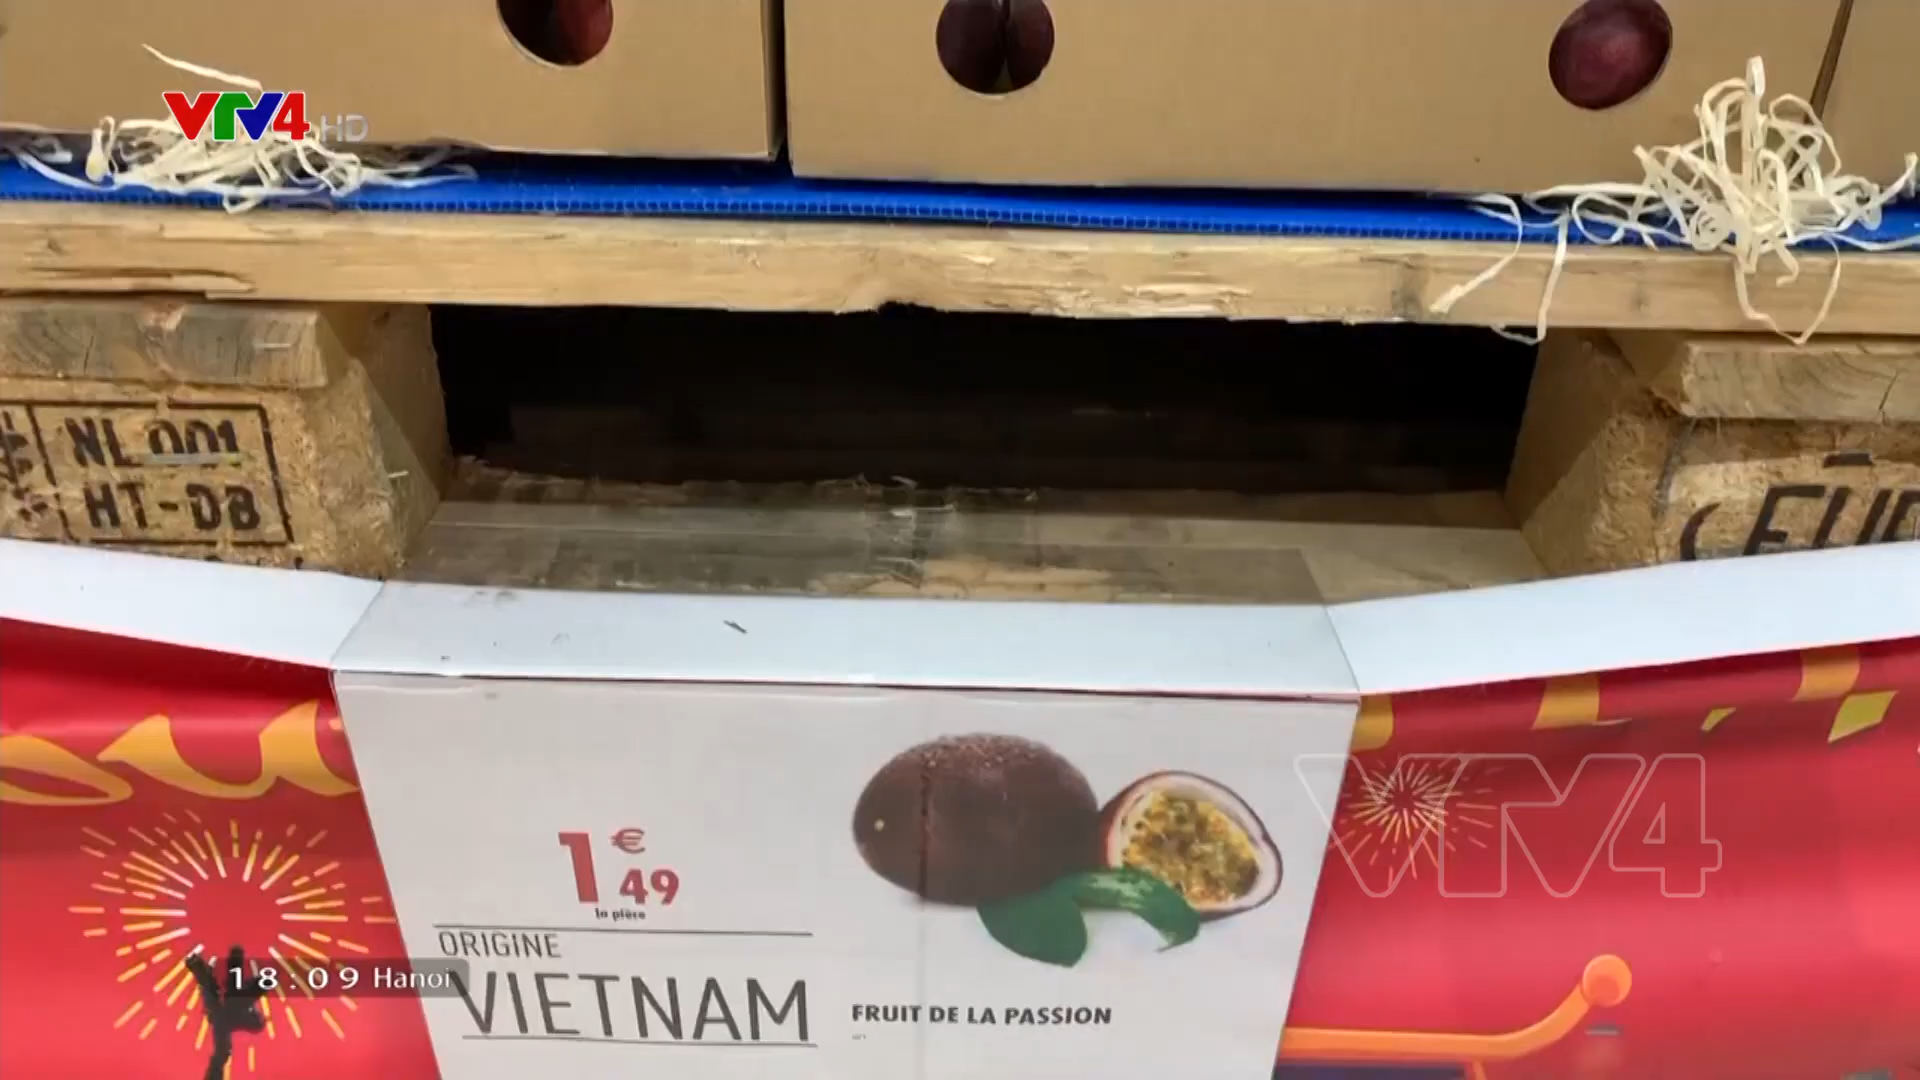 VTV4 HD
NL 001
HT-DB
EUR
VTV4
1€49
la pièce
ORIGINE
VIETNAM
FRUIT DE LA PASSION
18:09 Hanoi